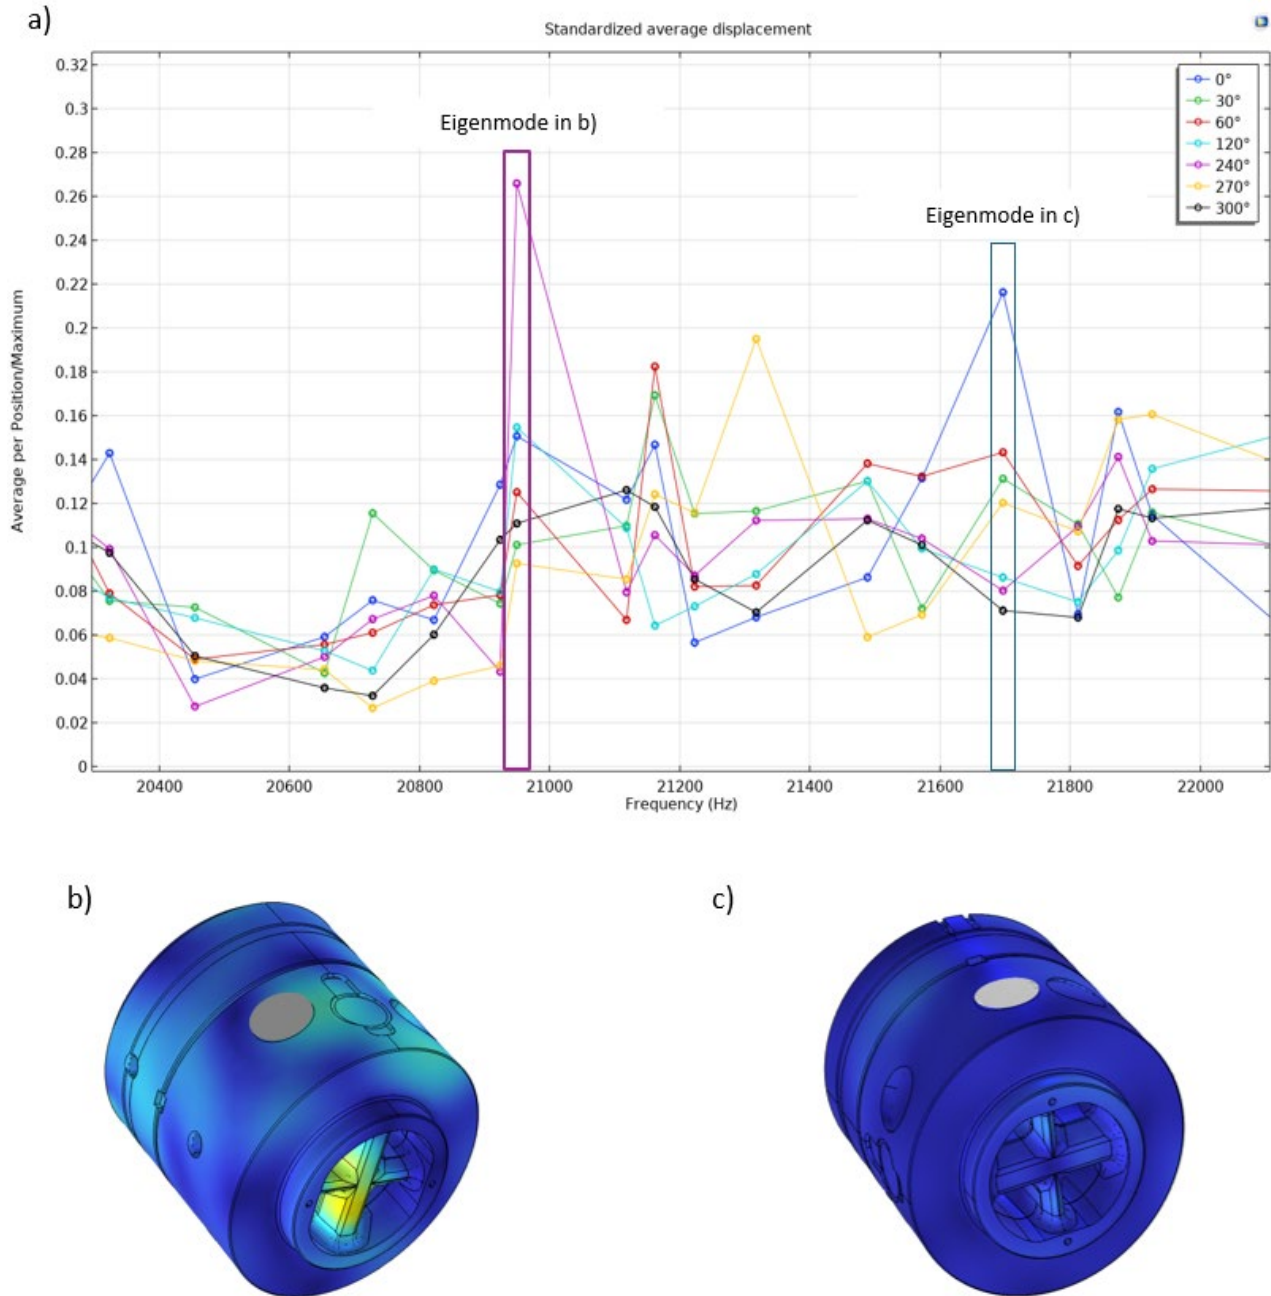 a)
Standardized average displacement
0.32
0.3
0.28
0.26
0.24
0.22
0.2
0.18
0.16
0.14
0.12
0.1
0.08
0.06
0.04
0.02
0
Average per Position/Maximum
Eigenmode in b)
Eigenmode in c)
0°
30°
60°
120°
240°
270°
300°
20400 20600 20800 21000 21200 21400 21600 21800 22000
Frequency (Hz)
b)
c)